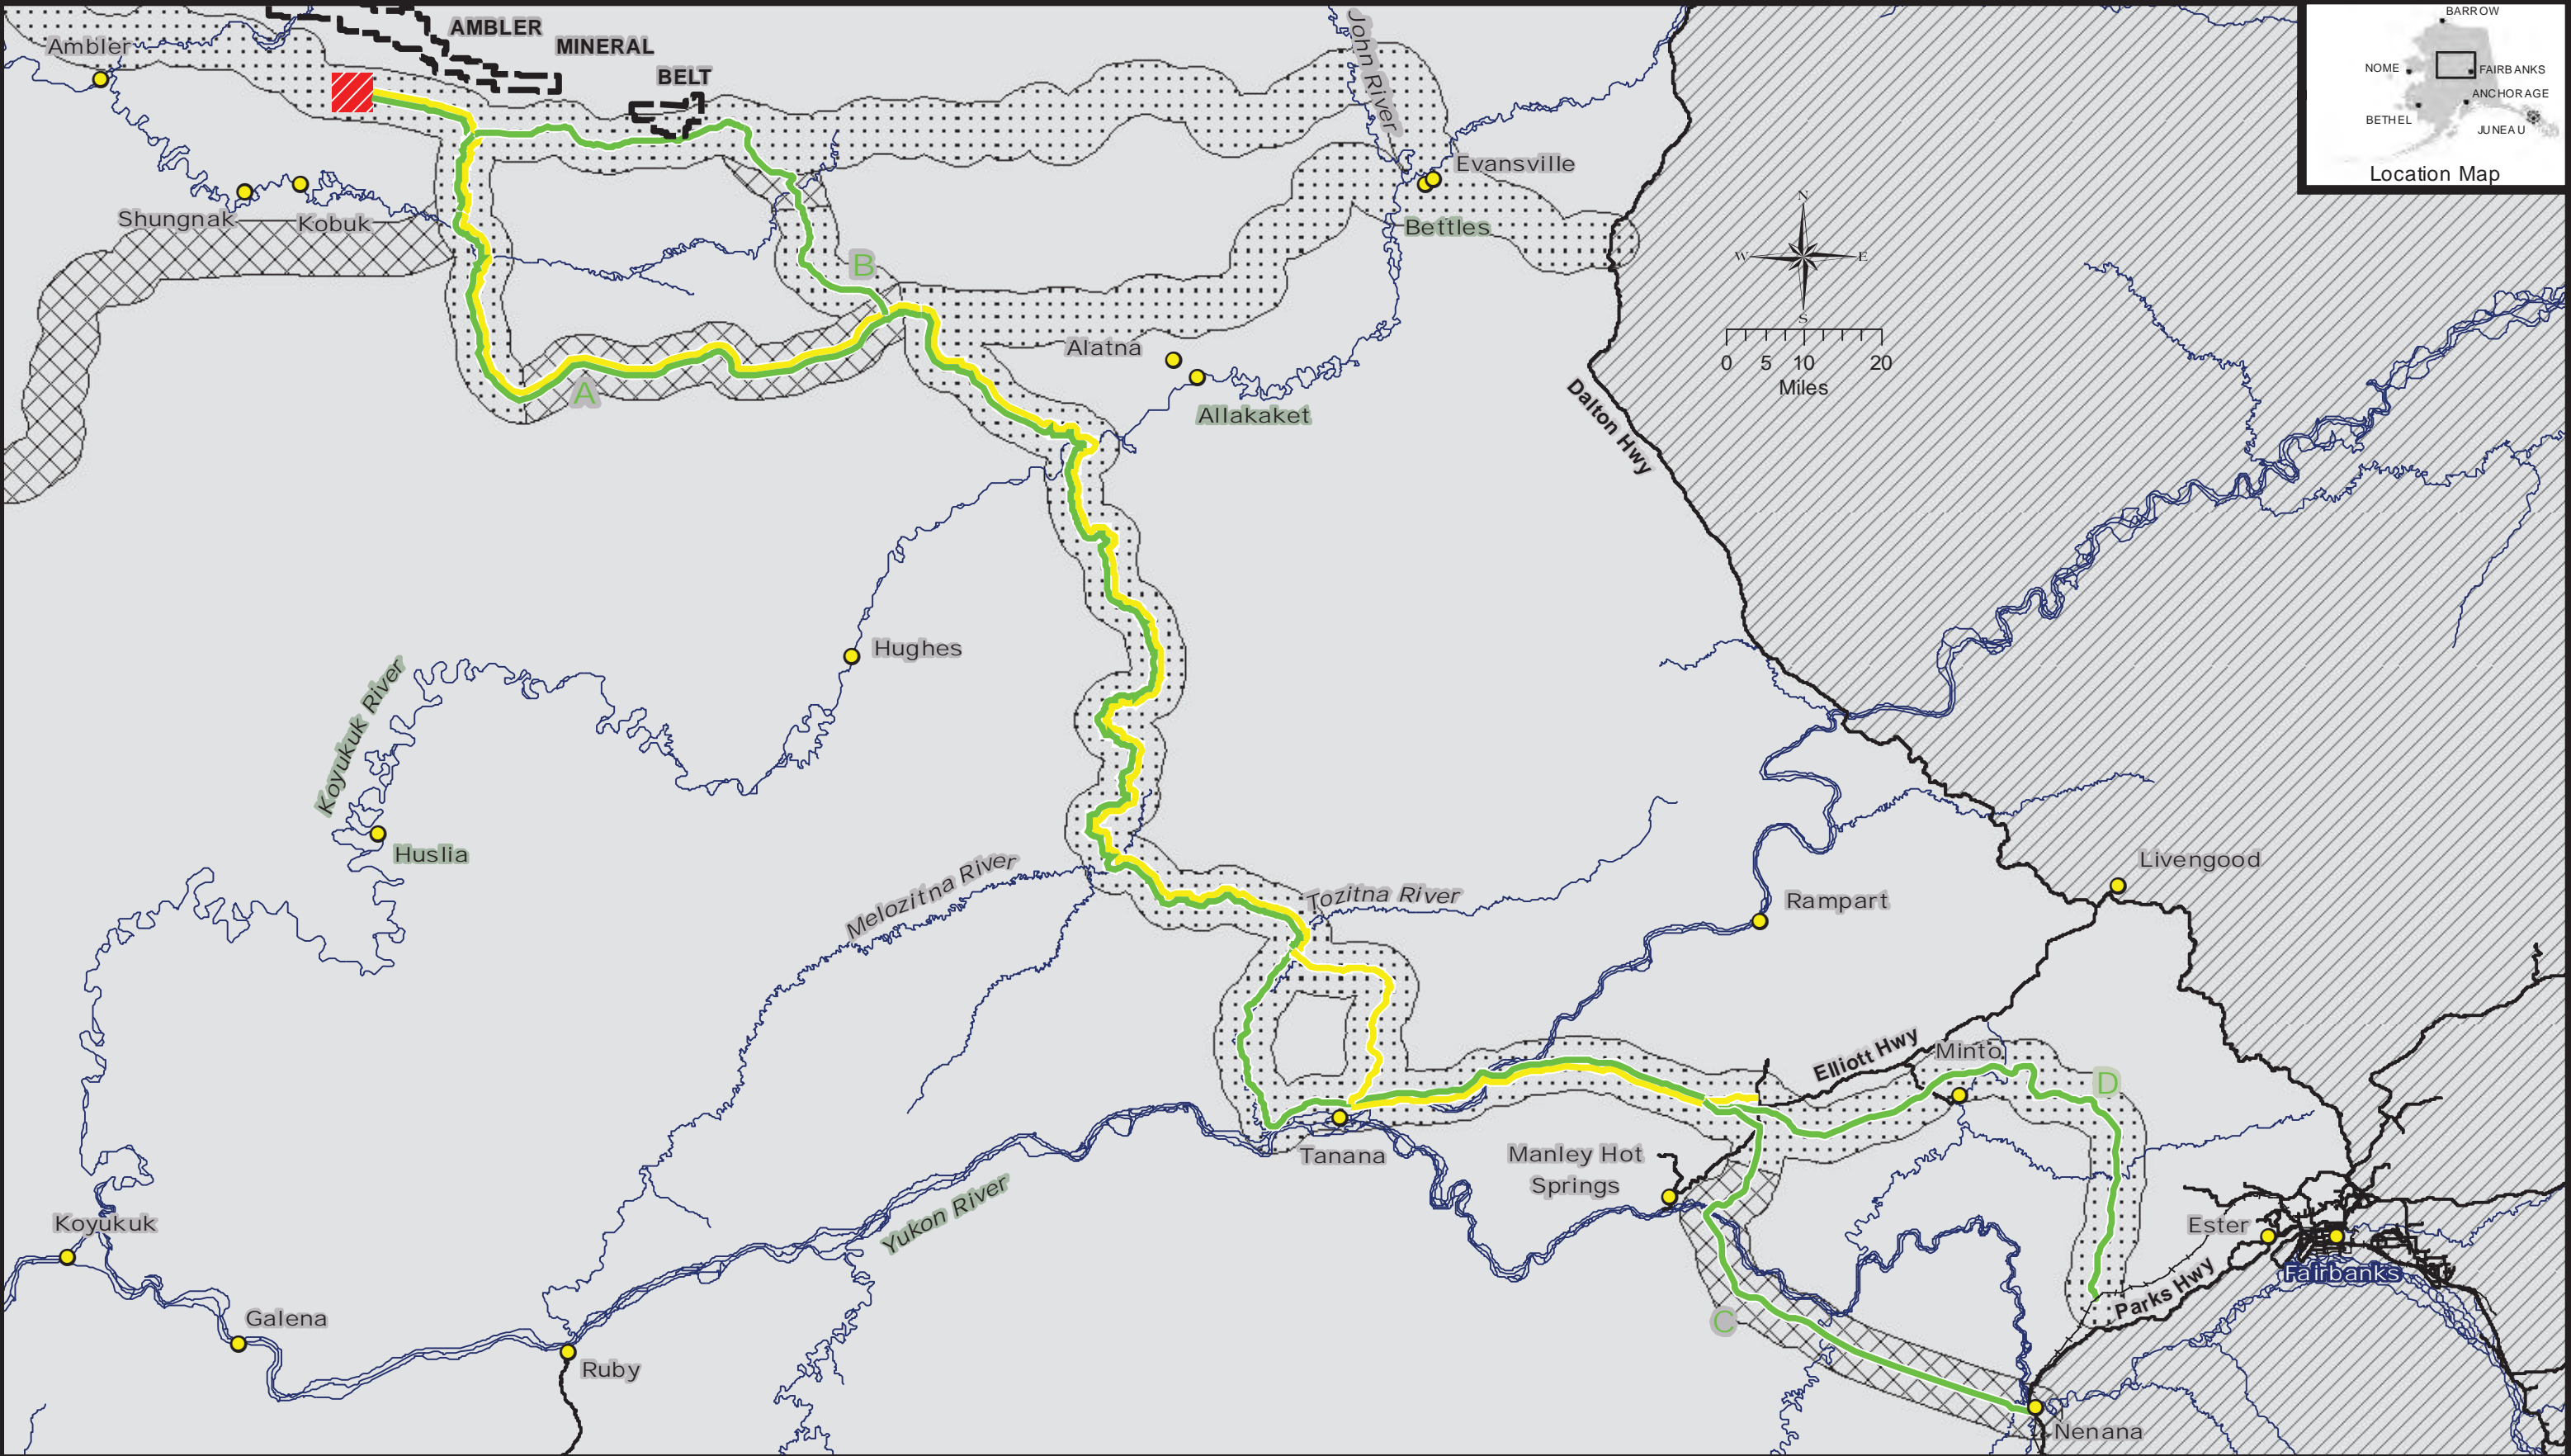 AMBLER
MINERAL
BELT
Ambler
John River
BARROW
NOME
FAIRBANKS
ANCHORAGE
BETHEL
JUNEAU
Location Map
Evansville
Shungnak
Kobuk
Bettles
N
W
E
S
B
0 5 10 20
Miles
Alatna
A
Allakaket
Dalton Hwy
Hughes
Koyukuk River
Huslia
Livengood
Melozitna River
Tozitna River
Rampart
Elliott Hwy
Minto
D
Tanana
Manley Hot
Springs
Yukon River
Koyukuk
Ester
Fairbanks
Parks Hwy
Galena
C
Ruby
Nenana